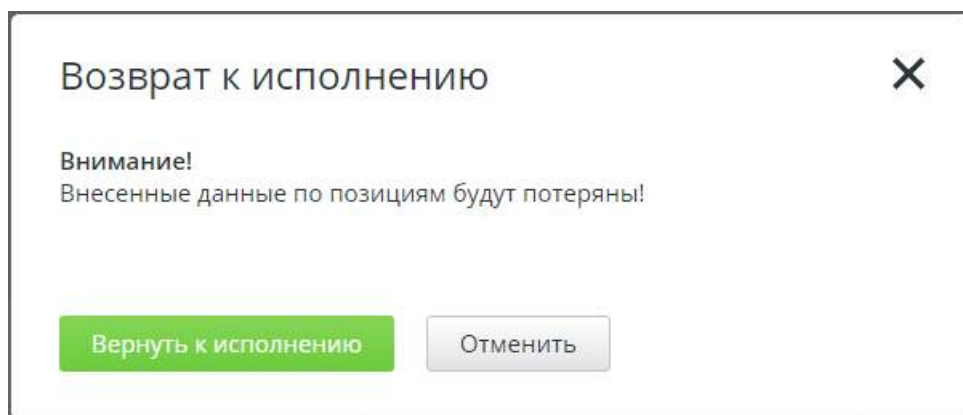 Возврат к исполнению
Внимание!
Внесенные данные по позициям будут потеряны!
Вернуть к исполнению
Отменить